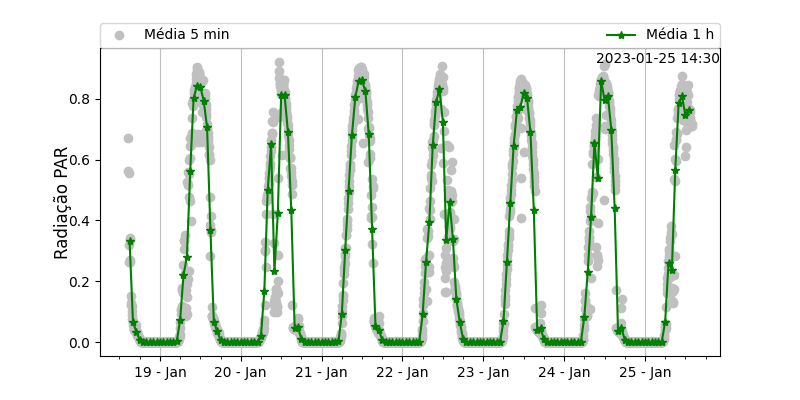 Média 5 min
Média 1 h
2023-01-25 14:30
Radiação PAR
0.8
0.6
0.4
0.2
0.0
19 - Jan
20 - Jan
21 - Jan
22 - Jan
23 - Jan
24 - Jan
25 - Jan